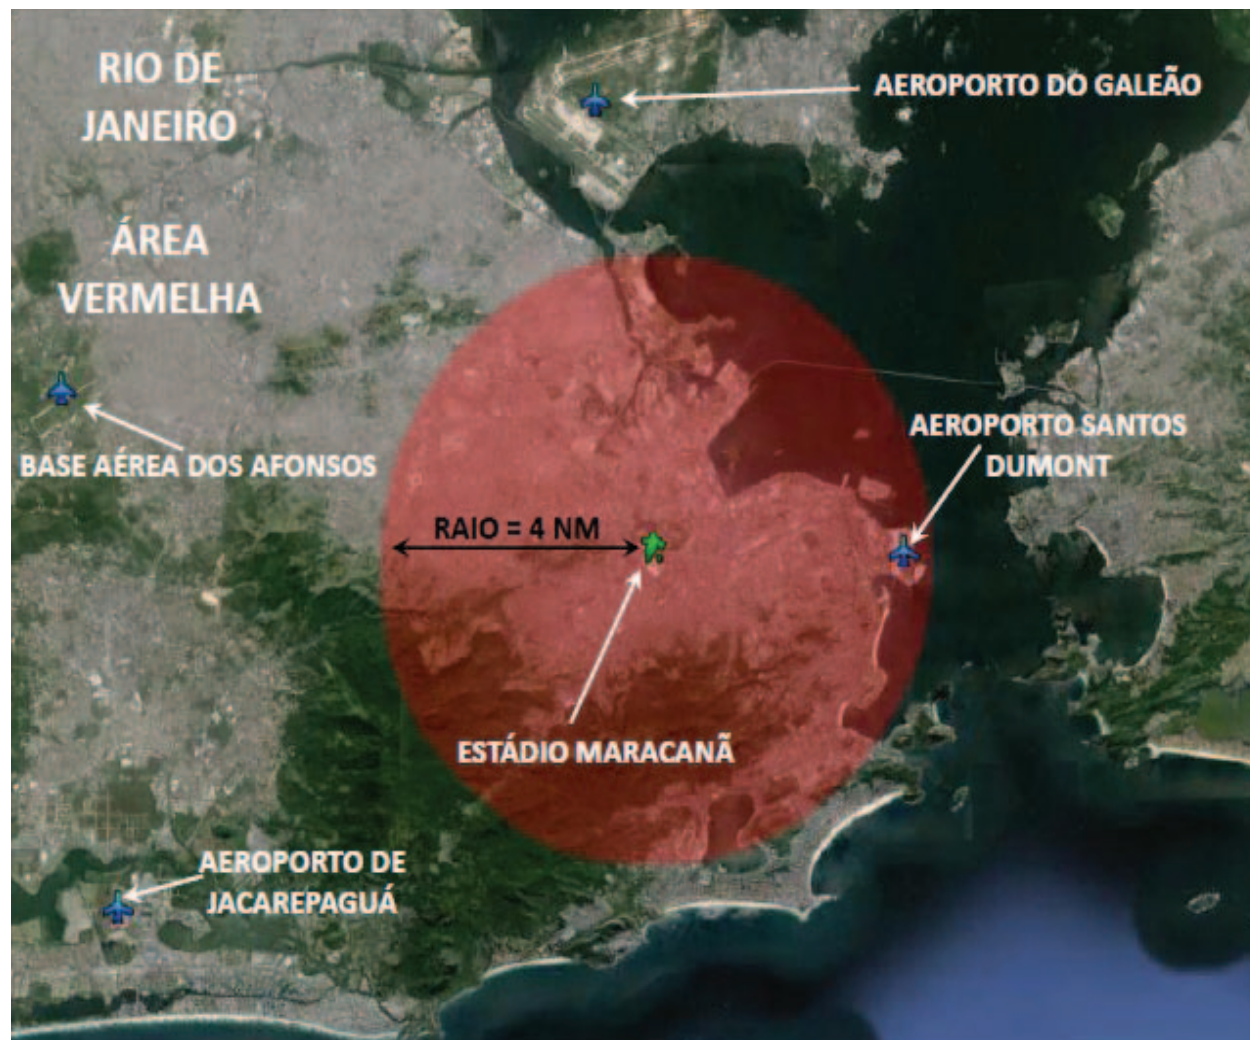 RIO DE
JANEIRO
AEROPORTO DO GALEÃO
ÁREA
VERMELHA
BASE AÉREA DOS AFONSOS
AEROPORTO SANTOS
DUMONT
RAIO = 4 NM
ESTÁDIO MARACANÃ
AEROPORTO DE
JACAREPAGUÁ